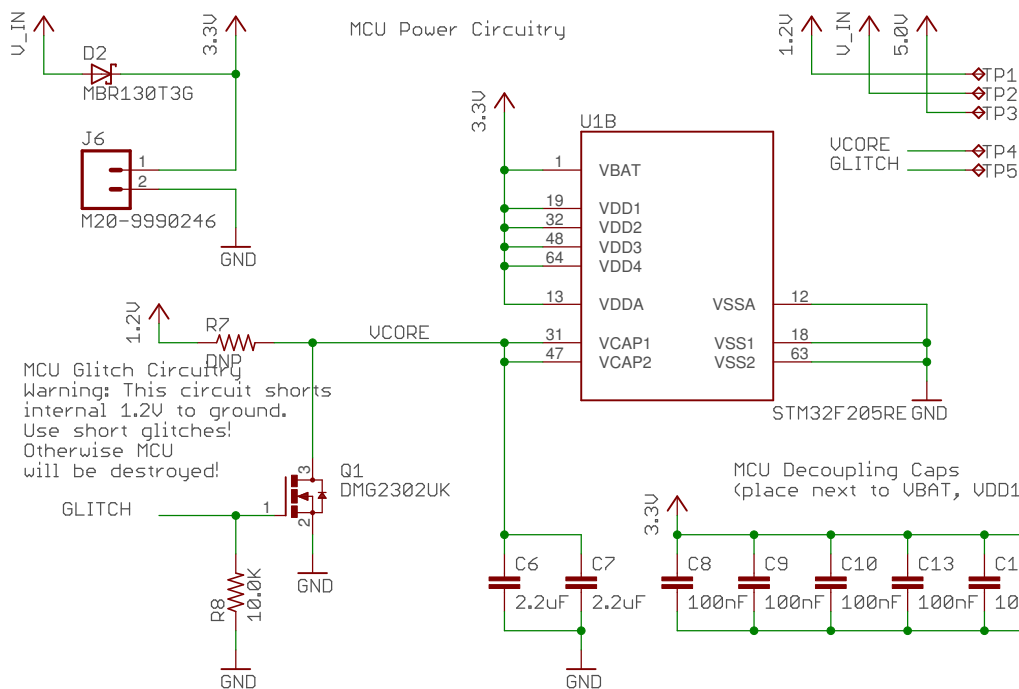 MCU Power Circuitry
V_IN
3.3V
D2
MBR130T3G
J6
1
2
M20-9990246
GND
1.2V
V_IN
5.0V
TP1
TP2
TP3
VCORE
TP4
GLITCH
TP5
3.3V
U1B
1 VBAT
19 VDD1
32 VDD2
48 VDD3
64 VDD4
13 VDDA
VSSA 12
31 VCAP1
VSS1 18
47 VCAP2
VSS2 63
STM32F205RE
GND
1.2V
R7
DNP
VCORE
MCU Glitch Circuitry
Warning: This circuit shorts
internal 1.2V to ground.
Use short glitches!
Otherwise MCU
will be destroyed!
GLITCH
1
3
2
Q1
DMG2302UK
GND
R8
10.0K
GND
C6
2.2uF
C7
2.2uF
GND
MCU Decoupling Caps
(place next to VBAT, VDD1
3.3V
C8
100nF
C9
100nF
C10
100nF
C13
100nF
C1
10